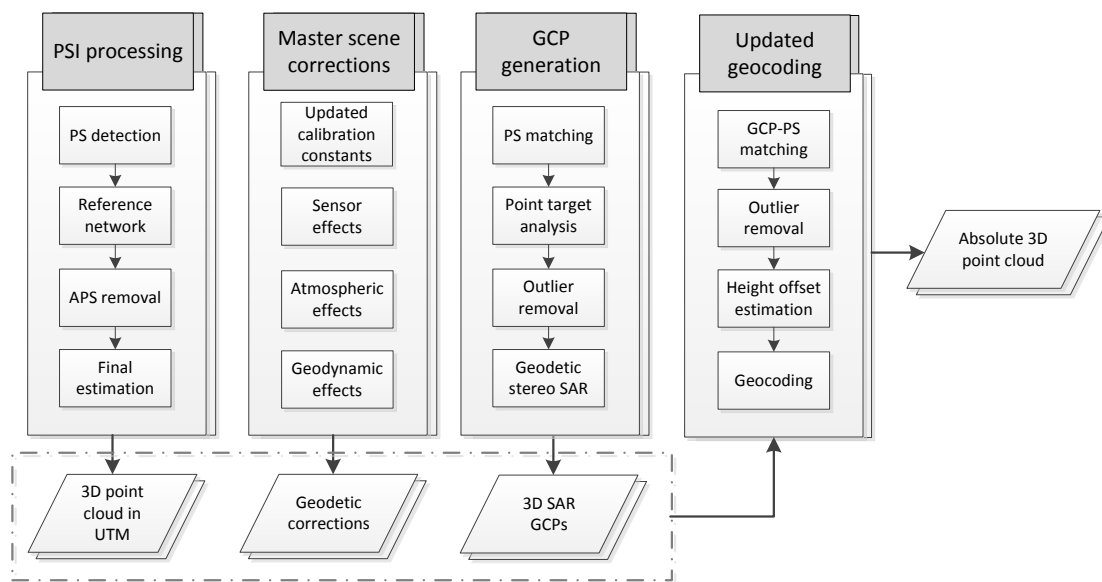 PSI processing
PS detection
Reference
network
APS removal
Final
estimation
3D point
cloud in
UTM
Master scene
corrections
Updated
calibration
constants
Sensor
effects
Atmospheric
effects
Geodynamic
effects
Geodetic
corrections
GCP
generation
PS matching
Point target
analysis
Outlier
removal
Geodetic
stereo SAR
3D SAR
GCPs
Updated
geocoding
GCP-PS
matching
Outlier
removal
Height offset
estimation
Geocoding
Absolute 3D
point cloud